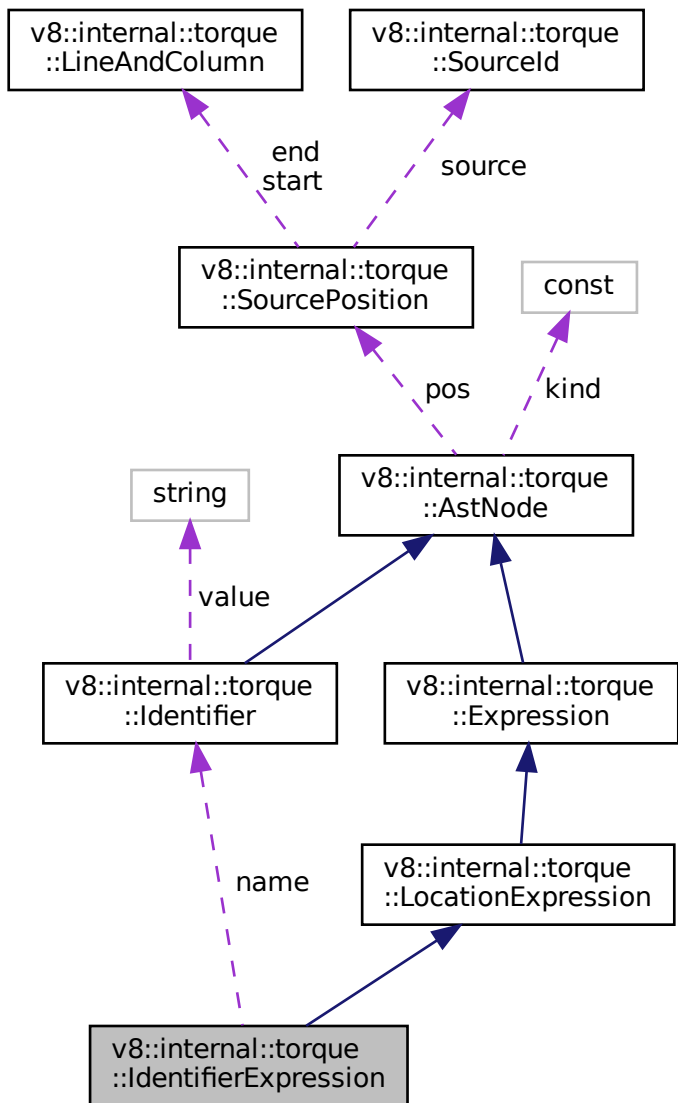 v8::internal::torque
::LineAndColumn
v8::internal::torque
::SourceId
end
start
source
v8::internal::torque
::SourcePosition
const
pos
kind
v8::internal::torque
::AstNode
string
value
v8::internal::torque
::Identifier
v8::internal::torque
::Expression
name
v8::internal::torque
::LocationExpression
v8::internal::torque
::IdentifierExpression